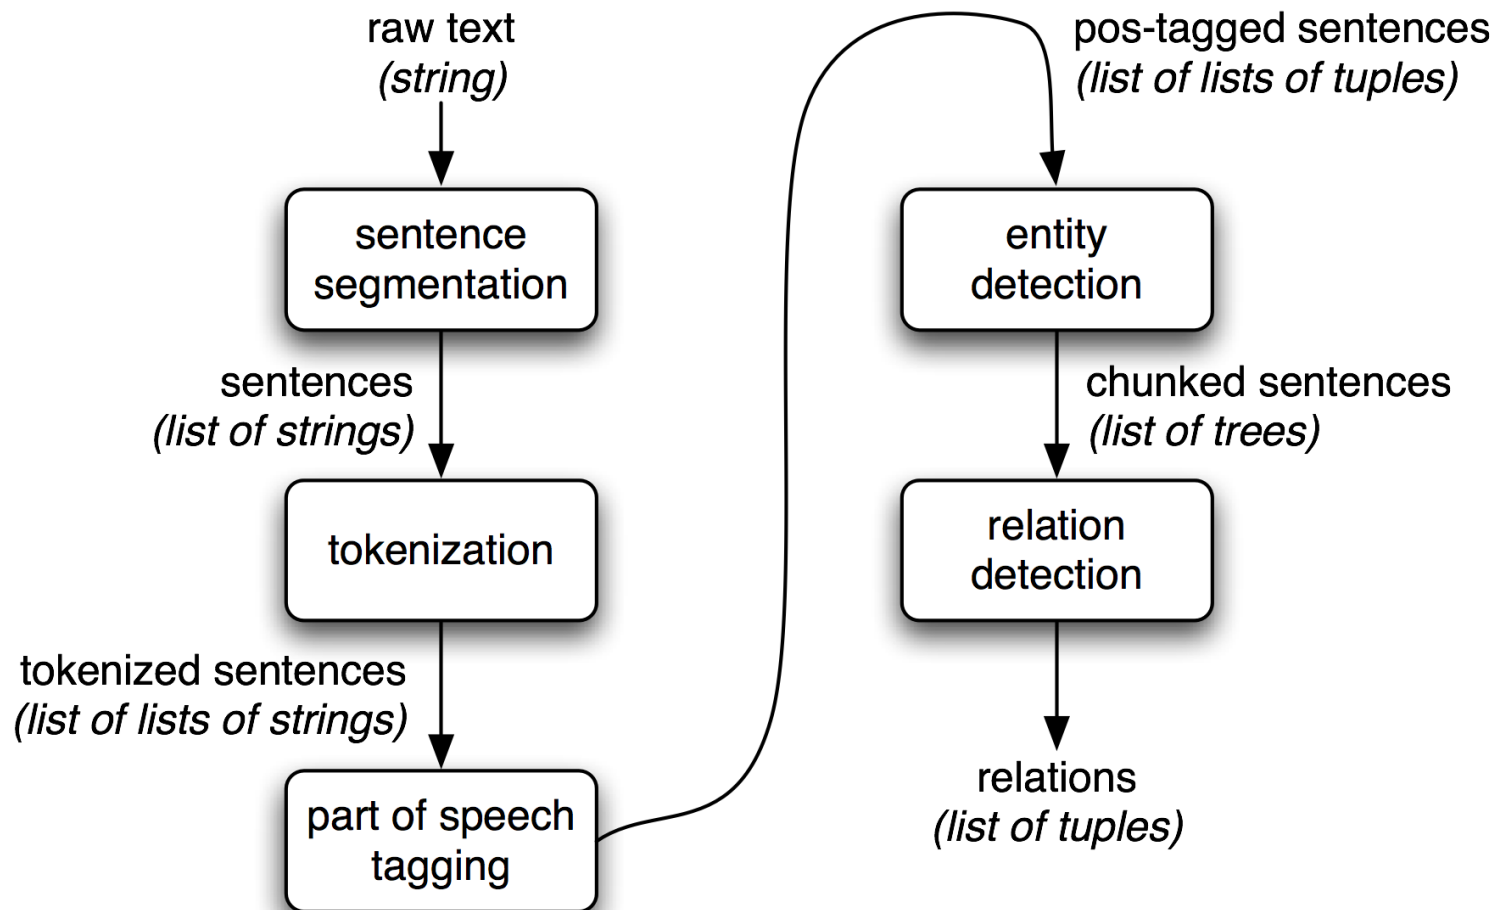 raw text
(string)
sentence
segmentation
sentences
(list of strings)
tokenization
tokenized sentences
(list of lists of strings)
part of speech
tagging
pos-tagged sentences
(list of lists of tuples)
entity
detection
chunked sentences
(list of trees)
relation
detection
relations
(list of tuples)